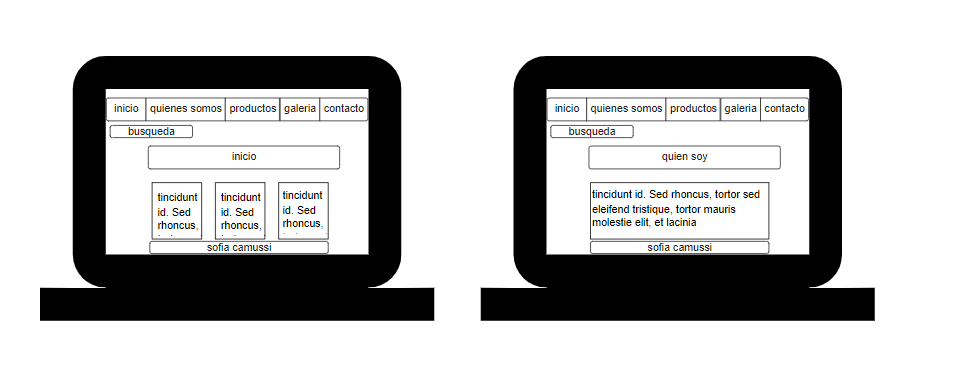 inicio quienes somos productos galeria contacto
busqueda
inicio
tincidunt
id. Sed
rhoncus,
tincidunt
id. Sed
rhoncus,
tincidunt
id. Sed
rhoncus,
sofia camussi
inicio quienes somos productos galeria contacto
busqueda
quien soy
tincidunt id. Sed rhoncus, tortor sed
eleifend tristique, tortor mauris
molestie elit, et lacinia
sofia camussi